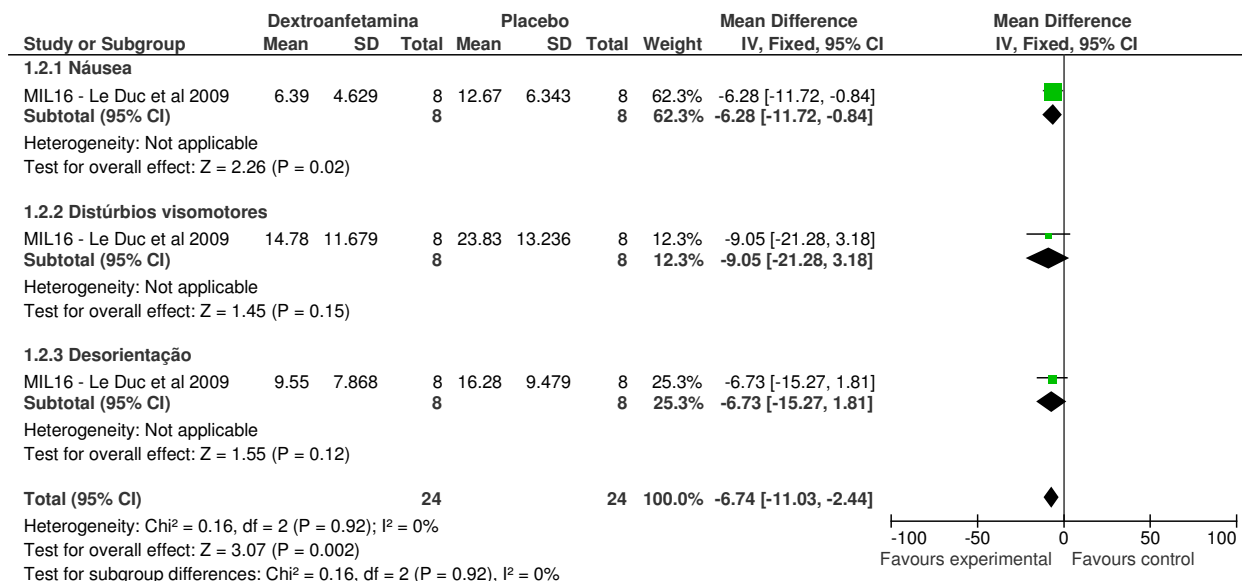 Dextroanfetamina Placebo Mean Difference Mean Difference
Study or Subgroup Mean SD Total Mean SD Total Weight IV, Fixed, 95% CI IV, Fixed, 95% CI
1.2.1 Náusea
MIL16 - Le Duc et al 2009 6.39 4.629 8 12.67 6.343 8 62.3% -6.28 [-11.72, -0.84]
Subtotal (95% CI) 8 8 62.3% -6.28 [-11.72, -0.84]
Heterogeneity: Not applicable
Test for overall effect: Z = 2.26 (P = 0.02)
1.2.2 Distúrbios visomotores
MIL16 - Le Duc et al 2009 14.78 11.679 8 23.83 13.236 8 12.3% -9.05 [-21.28, 3.18]
Subtotal (95% CI) 8 8 12.3% -9.05 [-21.28, 3.18]
Heterogeneity: Not applicable
Test for overall effect: Z = 1.45 (P = 0.15)
1.2.3 Desorientação
MIL16 - Le Duc et al 2009 9.55 7.868 8 16.28 9.479 8 25.3% -6.73 [-15.27, 1.81]
Subtotal (95% CI) 8 8 25.3% -6.73 [-15.27, 1.81]
Heterogeneity: Not applicable
Test for overall effect: Z = 1.55 (P = 0.12)
Total (95% CI) 24 24 100.0% -6.74 [-11.03, -2.44]
Heterogeneity: Chi² = 0.16, df = 2 (P = 0.92); I² = 0%
Test for overall effect: Z = 3.07 (P = 0.002)
Test for subgroup differences: Chi² = 0.16, df = 2 (P = 0.92), I² = 0%
-100 -50 0 50 100
Favours experimental Favours control